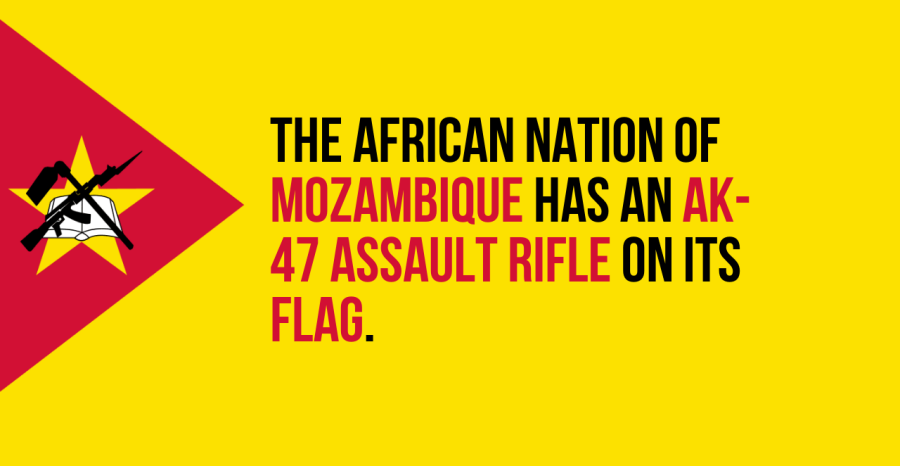 THE AFRICAN NATION OF
MOZAMBIQUE HAS AN AK-
47 ASSAULT RIFLE ON ITS
FLAG.